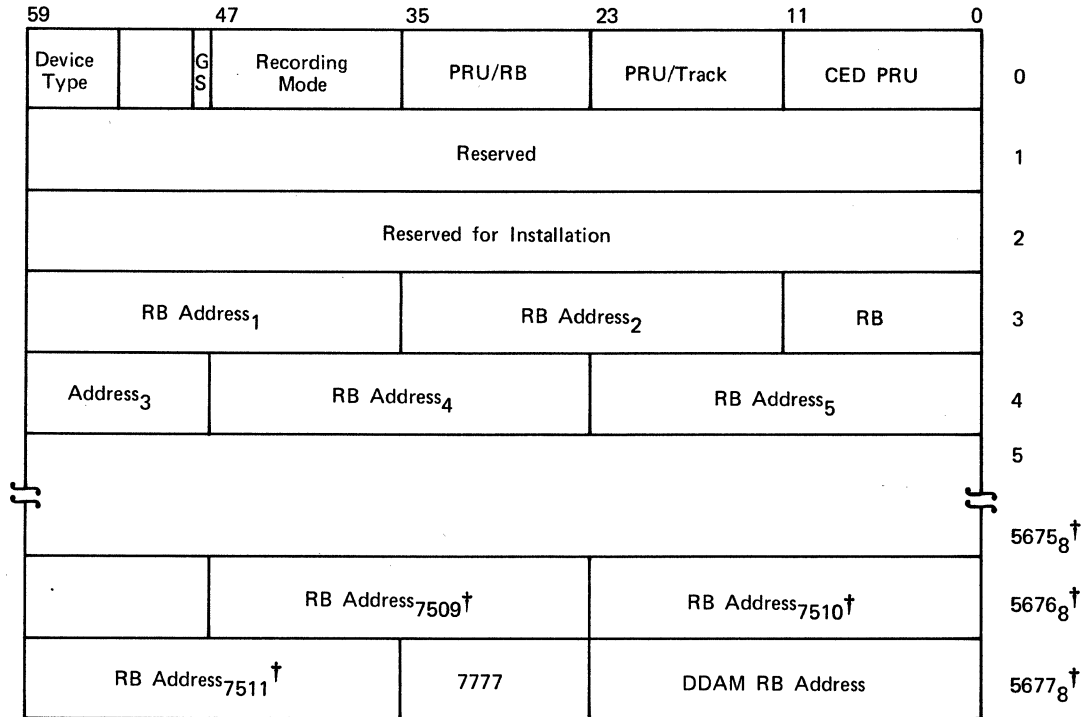 59 47 35 23 11 0
Device Type G S Recording Mode PRU/RB PRU/Track CED PRU 0
Reserved 1
Reserved for Installation 2
RB Address1 RB Address2 RB 3
Address3 RB Address4 RB Address5 4
5
56758†
RB Address7509† RB Address7510† 56768†
RB Address7511† 7777 DDAM RB Address 56778†